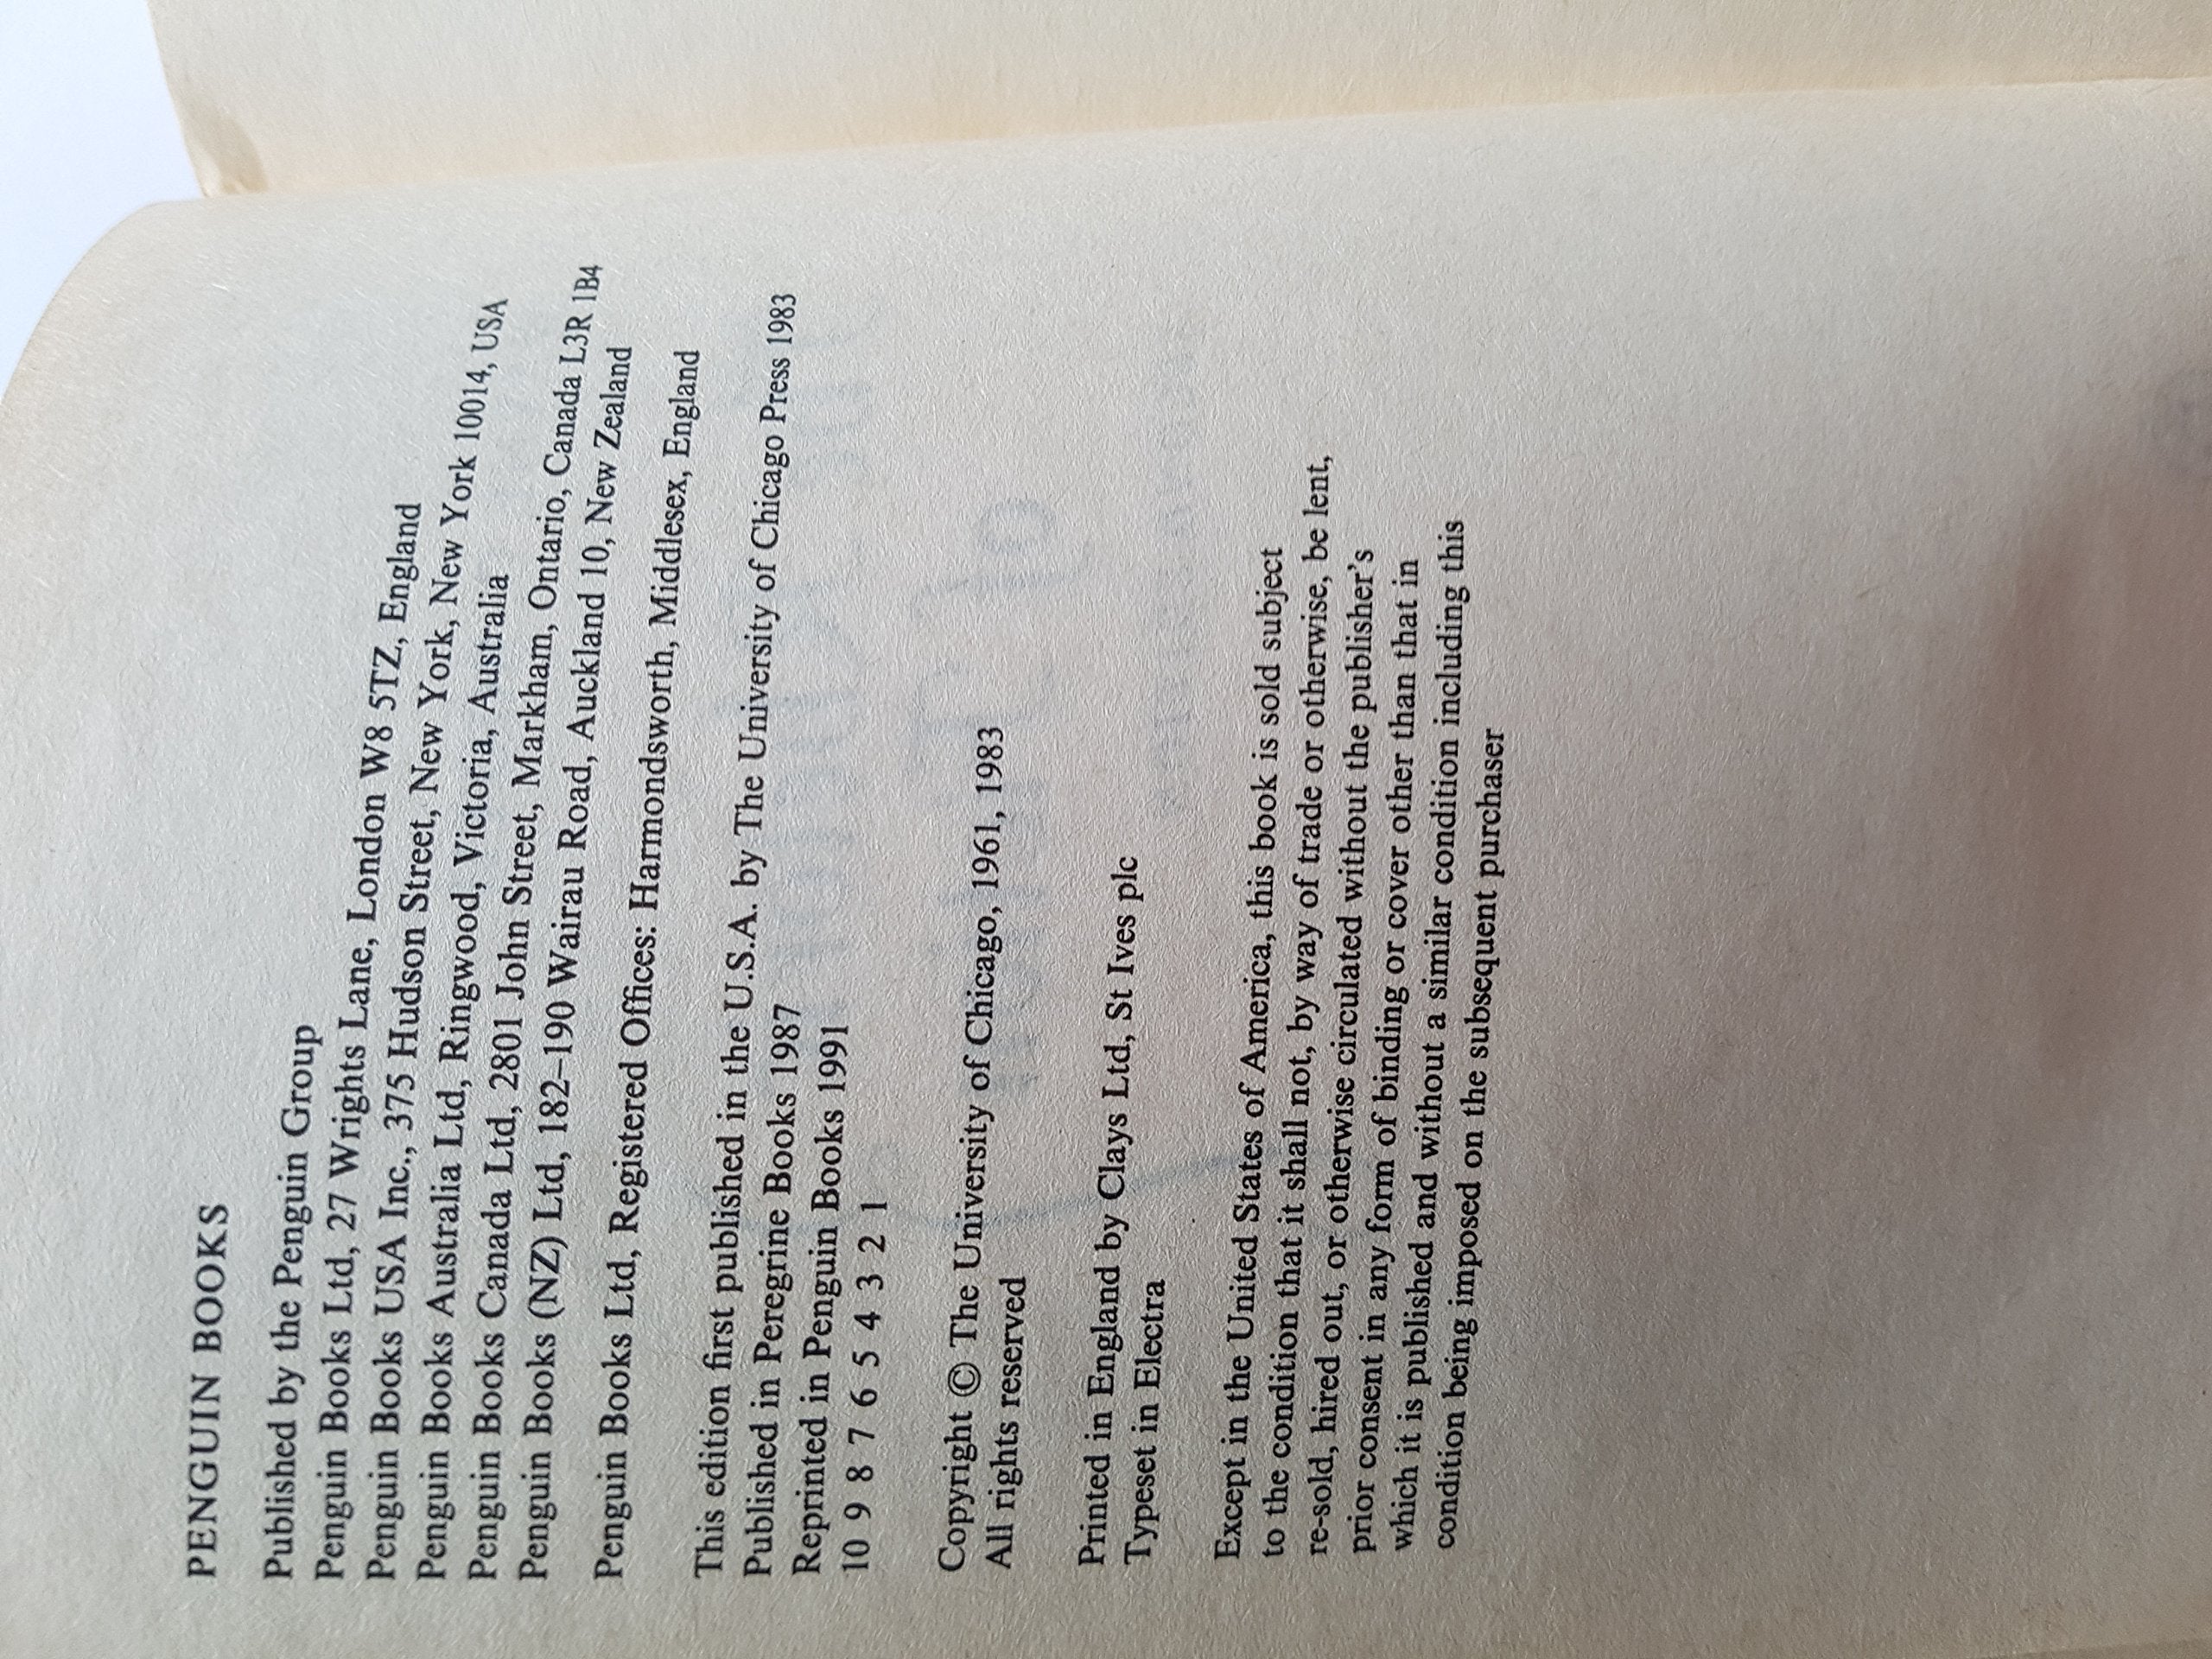 PENGUIN BOOKS
Published by the Penguin Group
Penguin Books Ltd, 27 Wrights Lane, London W8 5TZ, England
Penguin Books USA Inc., 375 Hudson Street, New York, New York 10014, USA
Penguin Books Australia Ltd, Ringwood, Victoria, Australia
Penguin Books Canada Ltd, 2801 John Street, Markham, Ontario, Canada L3R 1B4
Penguin Books (NZ) Ltd, 182–190 Wairau Road, Auckland 10, New Zealand
Penguin Books Ltd, Registered Offices: Harmondsworth, Middlesex, England
This edition first published in the U.S.A. by The University of Chicago Press 1983
Published in Peregrine Books 1987
Reprinted in Penguin Books 1991
10 9 8 7 6 5 4 3 2 1
Copyright © The University of Chicago, 1961, 1983
All rights reserved
Printed in England by Clays Ltd, St Ives plc
Typeset in Electra
Except in the United States of America, this book is sold subject
to the condition that it shall not, by way of trade or otherwise, be lent,
re-sold, hired out, or otherwise circulated without the publisher's
prior consent in any form of binding or cover other than that in
which it is published and without a similar condition including this
condition being imposed on the subsequent purchaser